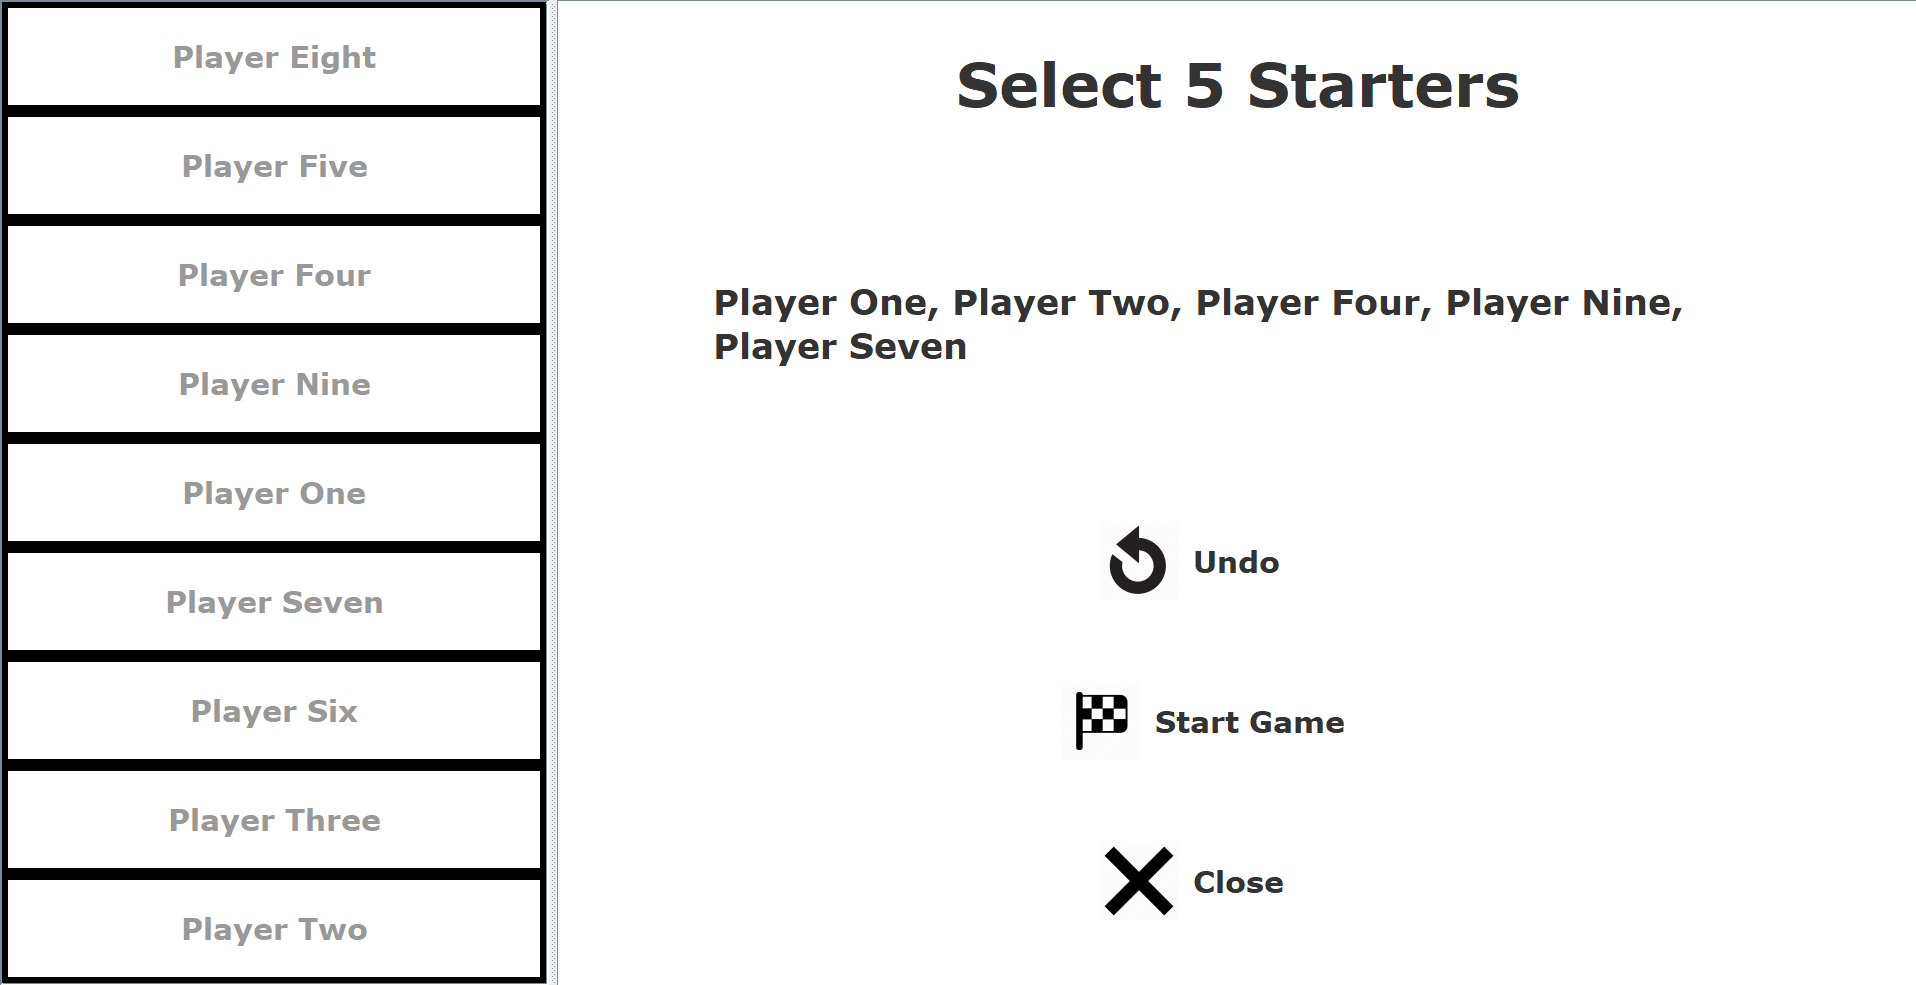 Player Eight
Player Five
Player Four
Player Nine
Player One
Player Seven
Player Six
Player Three
Player Two
Select 5 Starters
Player One, Player Two, Player Four, Player Nine,
Player Seven
Undo
Start Game
Close